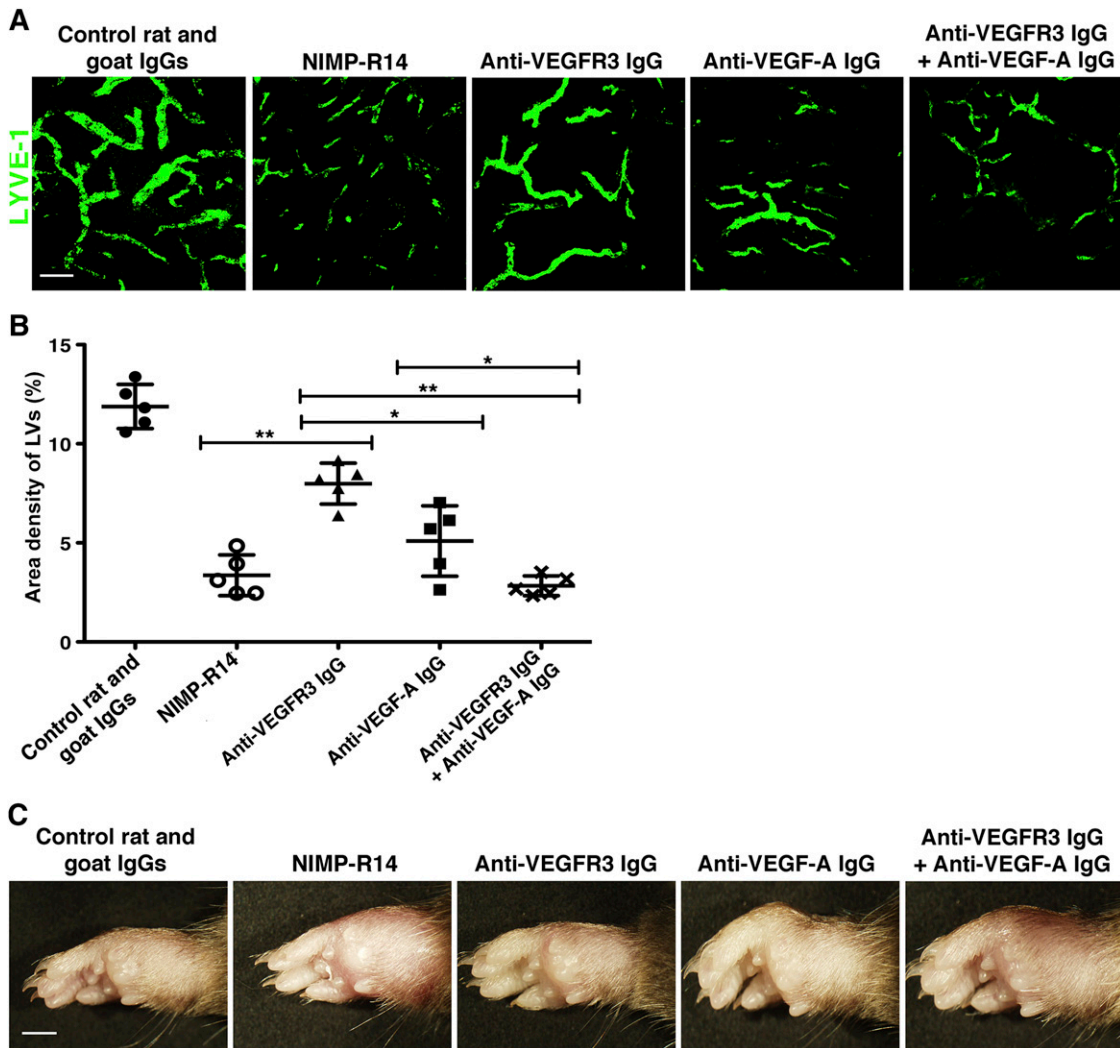 A
Control rat and
goat IgGs
NIMP-R14
Anti-VEGFR3 IgG
Anti-VEGF-A IgG
Anti-VEGFR3 IgG
+ Anti-VEGF-A IgG
LYVE-1
B
Area density of LVs (%)
15
10
5
0
*
**
*
**
Control rat and
goat IgGs
NIMP-R14
Anti-VEGFR3 IgG
Anti-VEGF-A IgG
Anti-VEGFR3 IgG
+ Anti-VEGF-A IgG
C
Control rat and
goat IgGs
NIMP-R14
Anti-VEGFR3 IgG
Anti-VEGF-A IgG
Anti-VEGFR3 IgG
+ Anti-VEGF-A IgG